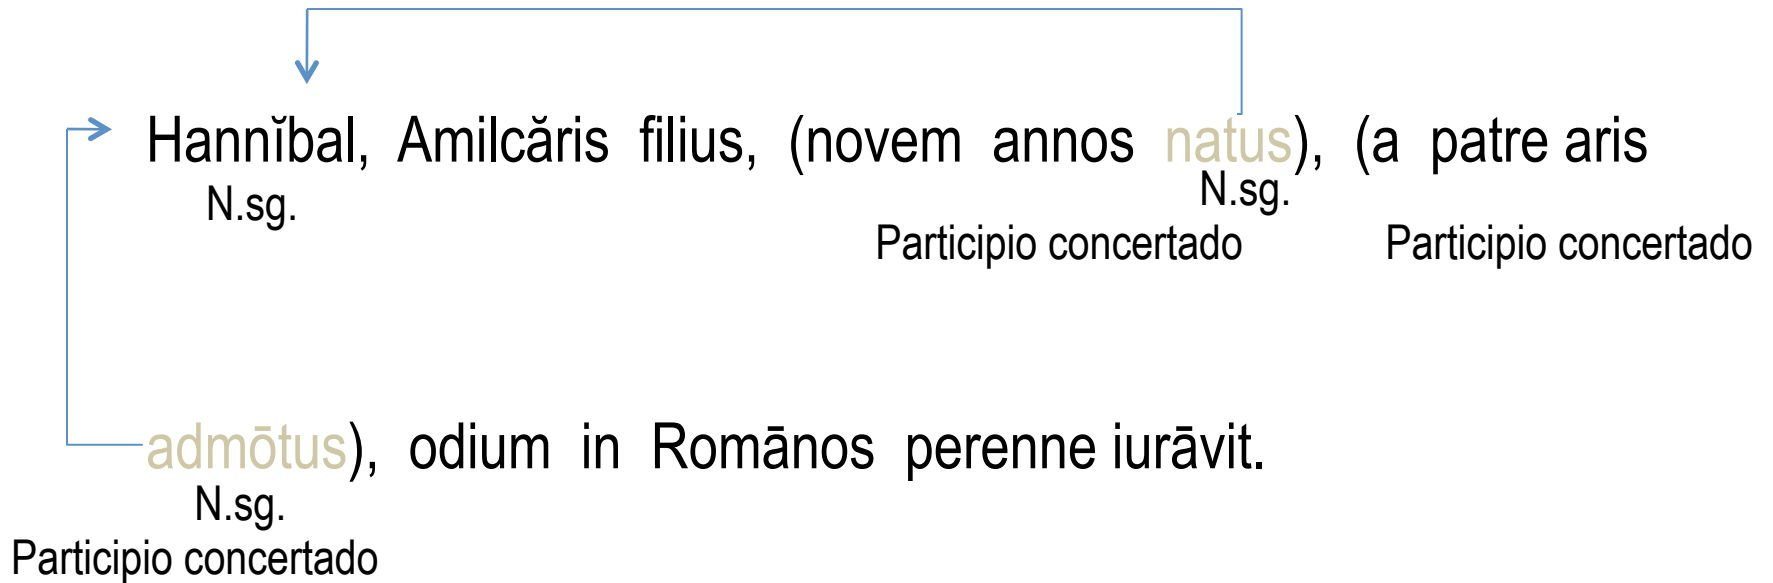 Hannĭbal, Amilcăris filius, (novem annos natus), (a patre aris
N.sg. N.sg.
Participio concertado Participio concertado
admōtus), odium in Romānos perenne iurāvit.
N.sg.
Participio concertado